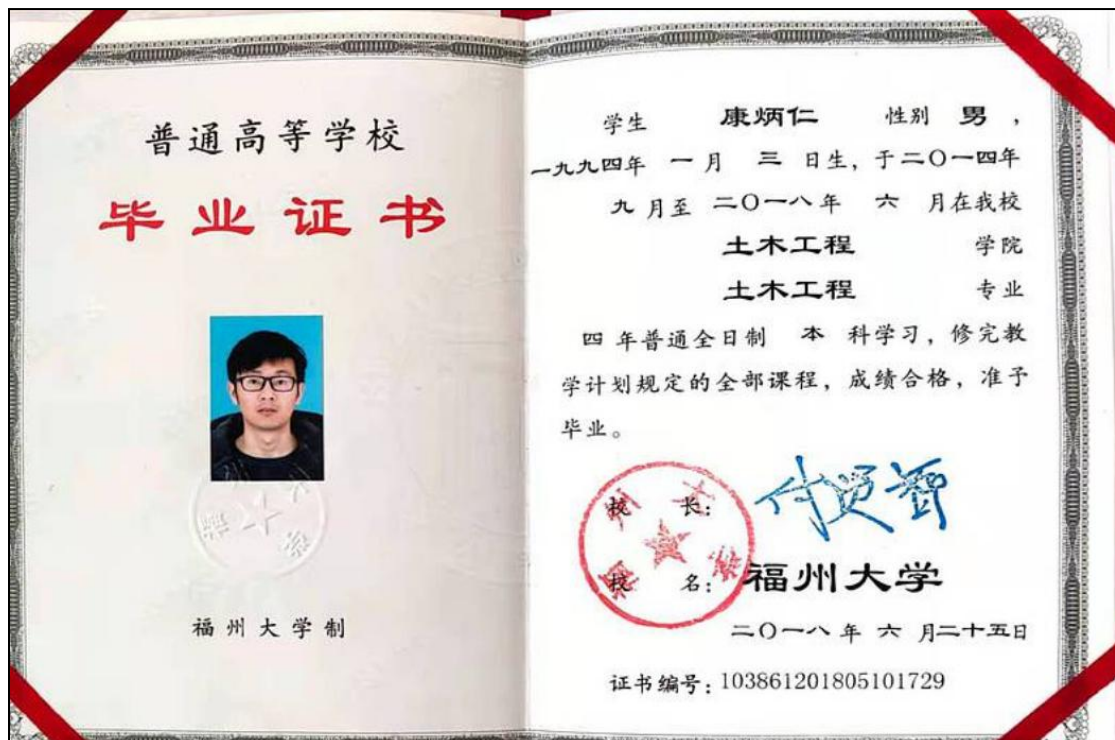 普通高等学校
毕业证书
福州大学制
学生 康炳仁 性别 男，
一九九四年 一 月 三 日生，于二〇一四年
九 月至 二〇一八年 六 月在我校
土木工程 学院
土木工程 专业
四 年普通全日制 本 科学习，修完教
学计划规定的全部课程，成绩合格，准予
毕业。
校 长：
校 名：福州大学
二〇一八年 六 月二十五日
证书编号：103861201805101729